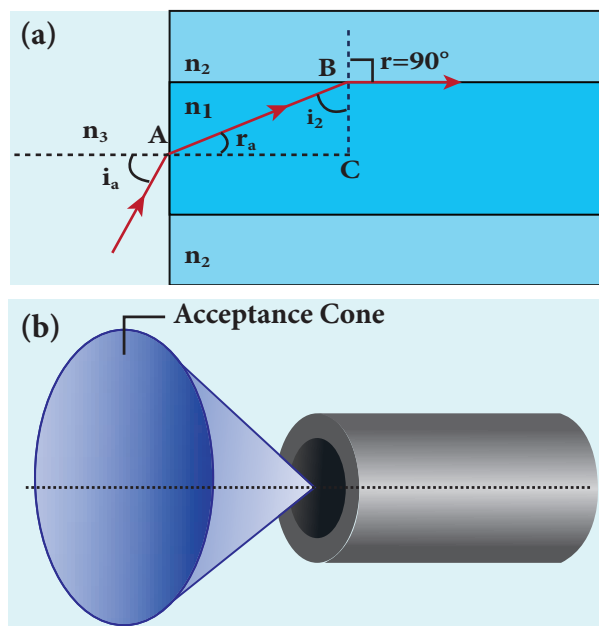 (a)
n₂
B
r=90°
n₁
i₂
n₃
A
rₐ
iₐ
C
n₂
(b)
Acceptance Cone